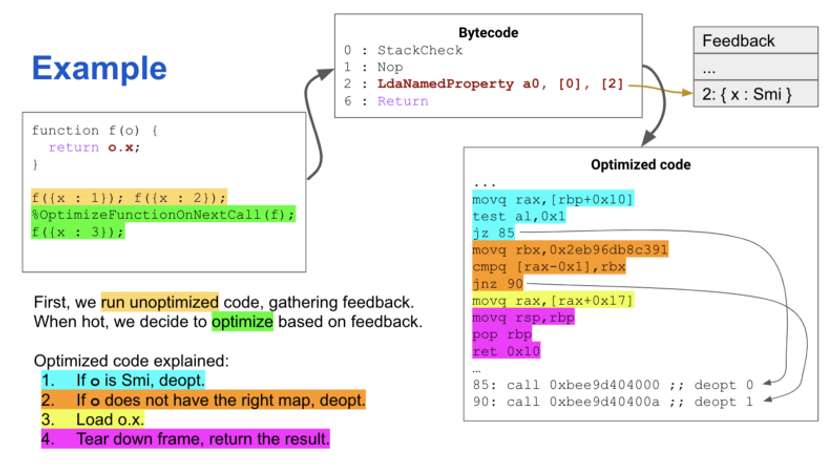 Example
function f(o) {
return o.x;
}
f({x : 1}); f({x : 2});
%OptimizeFunctionOnNextCall(f);
f({x : 3});
Bytecode
0 : StackCheck
1 : Nop
2 : LdaNamedProperty a0, [0], [2]
6 : Return
Feedback
...
2: { x : Smi }
Optimized code
...
movq rax,[rbp+0x10]
test al,0x1
jz 85
movq rbx,0x2eb96db8c391
cmpq [rax-0x1],rbx
jnz 90
movq rax,[rax+0x17]
movq rsp,rbp
pop rbp
ret 0x10
…
85: call 0xbee9d404000 ;; deopt 0
90: call 0xbee9d40400a ;; deopt 1
First, we run unoptimized code, gathering feedback.
When hot, we decide to optimize based on feedback.
Optimized code explained:
1. If o is Smi, deopt.
2. If o does not have the right map, deopt.
3. Load o.x.
4. Tear down frame, return the result.